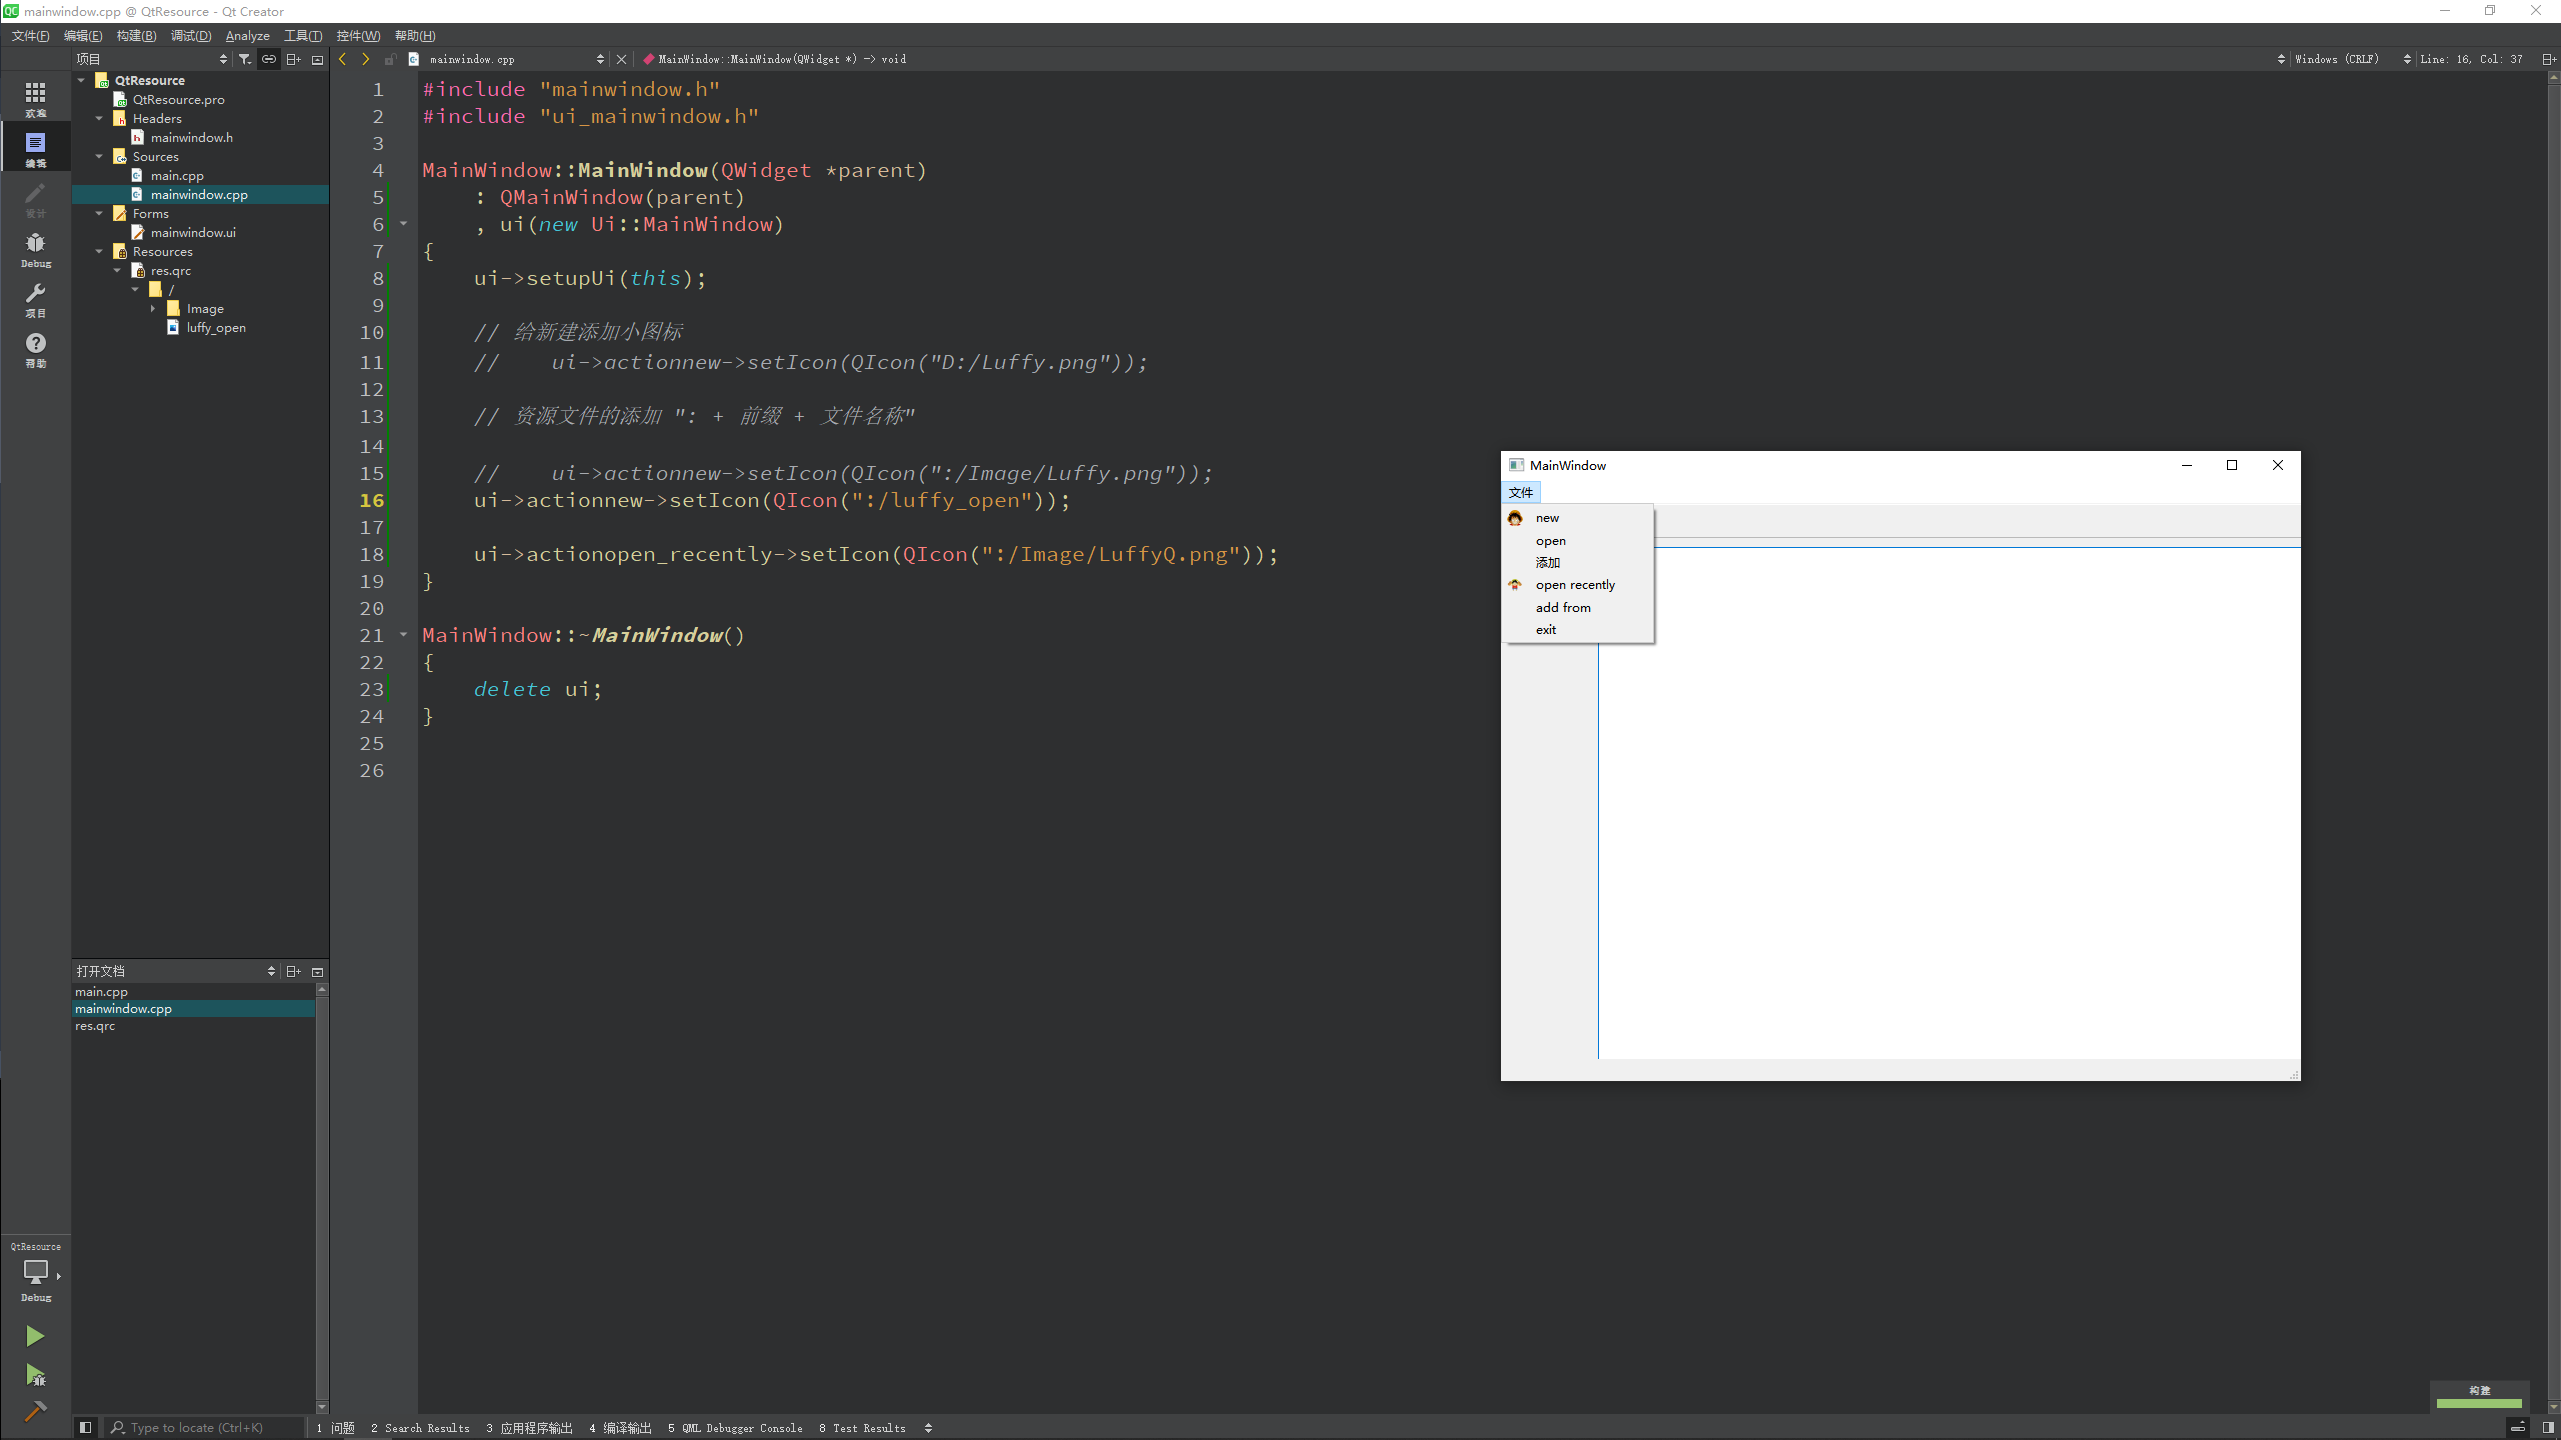 mainwindow.cpp @ QtResource - Qt Creator
文件(F) 编辑(E) 构建(B) 调试(D) Analyze 工具(T) 控件(W) 帮助(H)
项目
mainwindow.cpp
MainWindow::MainWindow(QWidget *) -> void
Windows (CRLF)
Line: 16, Col: 37
欢迎
编辑
设计
Debug
项目
帮助
QtResource
QtResource.pro
Headers
mainwindow.h
Sources
main.cpp
mainwindow.cpp
Forms
mainwindow.ui
Resources
res.qrc
/
Image
luffy_open
1 #include "mainwindow.h"
2 #include "ui_mainwindow.h"
3
4 MainWindow::MainWindow(QWidget *parent)
5     : QMainWindow(parent)
6     , ui(new Ui::MainWindow)
7 {
8     ui->setupUi(this);
9
10     // 给新建添加小图标
11     //    ui->actionnew->setIcon(QIcon("D:/Luffy.png"));
12
13     // 资源文件的添加 ": + 前缀 + 文件名称"
14
15     //    ui->actionnew->setIcon(QIcon(":/Image/Luffy.png"));
16     ui->actionnew->setIcon(QIcon(":/luffy_open"));
17
18     ui->actionopen_recently->setIcon(QIcon(":/Image/LuffyQ.png"));
19 }
20
21 MainWindow::~MainWindow()
22 {
23     delete ui;
24 }
25
26
MainWindow
文件
new
open
添加
open recently
add from
exit
打开文档
main.cpp
mainwindow.cpp
res.qrc
QtResource
Debug
构建
Type to locate (Ctrl+K)
1 问题 2 Search Results 3 应用程序输出 4 编译输出 5 QML Debugger Console 8 Test Results